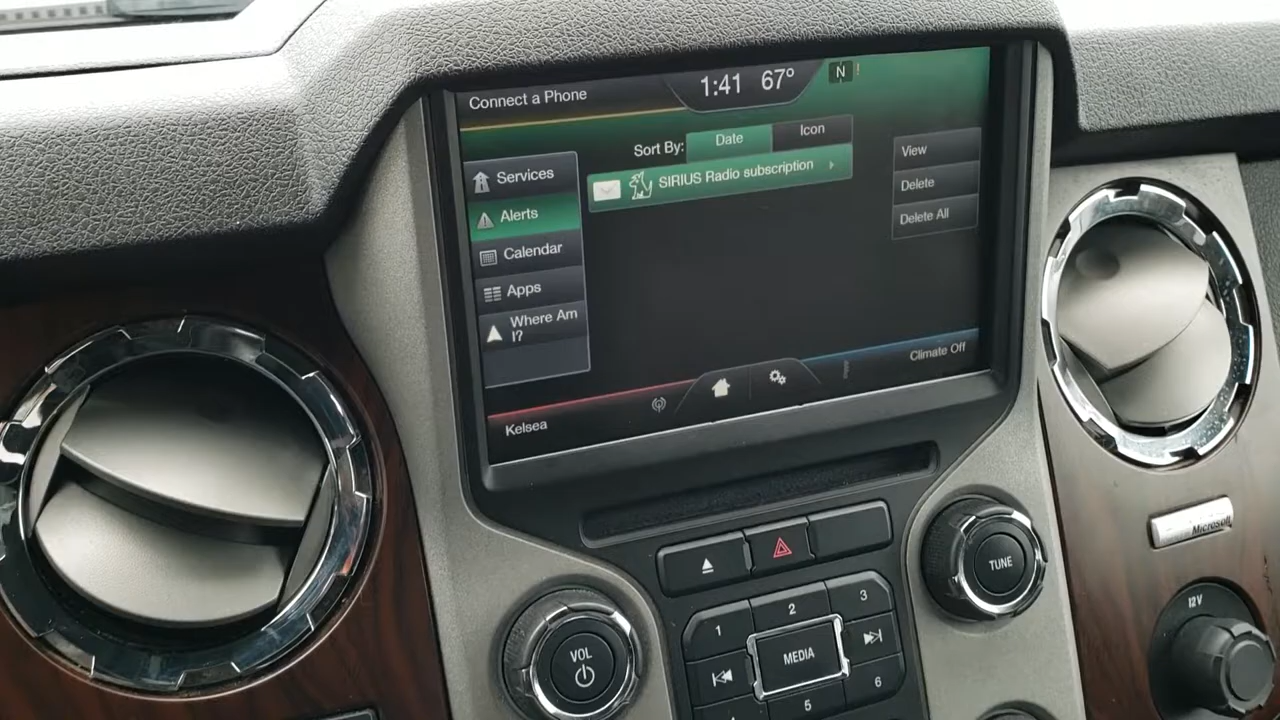 Connect a Phone
1:41 67°
N !
Sort By: Date Icon
SIRIUS Radio subscription
Services
Alerts
Calendar
Apps
Where Am
I?
View
Delete
Delete All
Kelsea
Climate Off
VOL
1 2 3
MEDIA
5 6
TUNE
Microsoft
12V